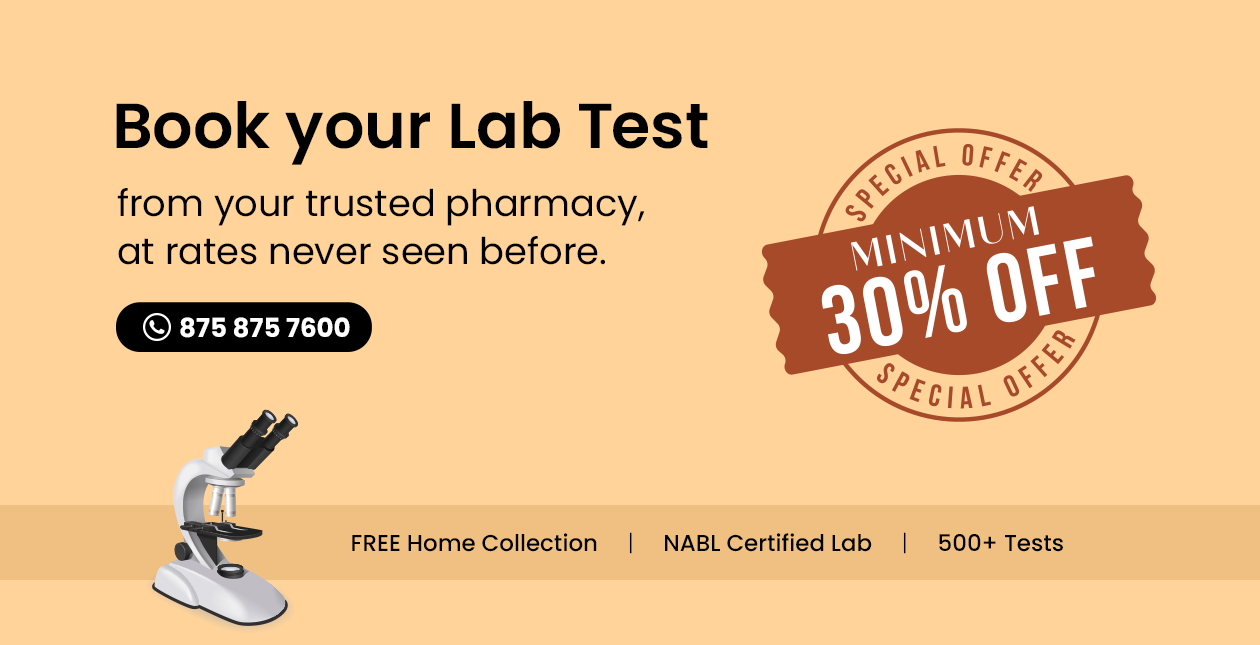 Book your Lab Test
from your trusted pharmacy,
at rates never seen before.
875 875 7600
SPECIAL OFFER
MINIMUM
30% OFF
SPECIAL OFFER
FREE Home Collection | NABL Certified Lab | 500+ Tests